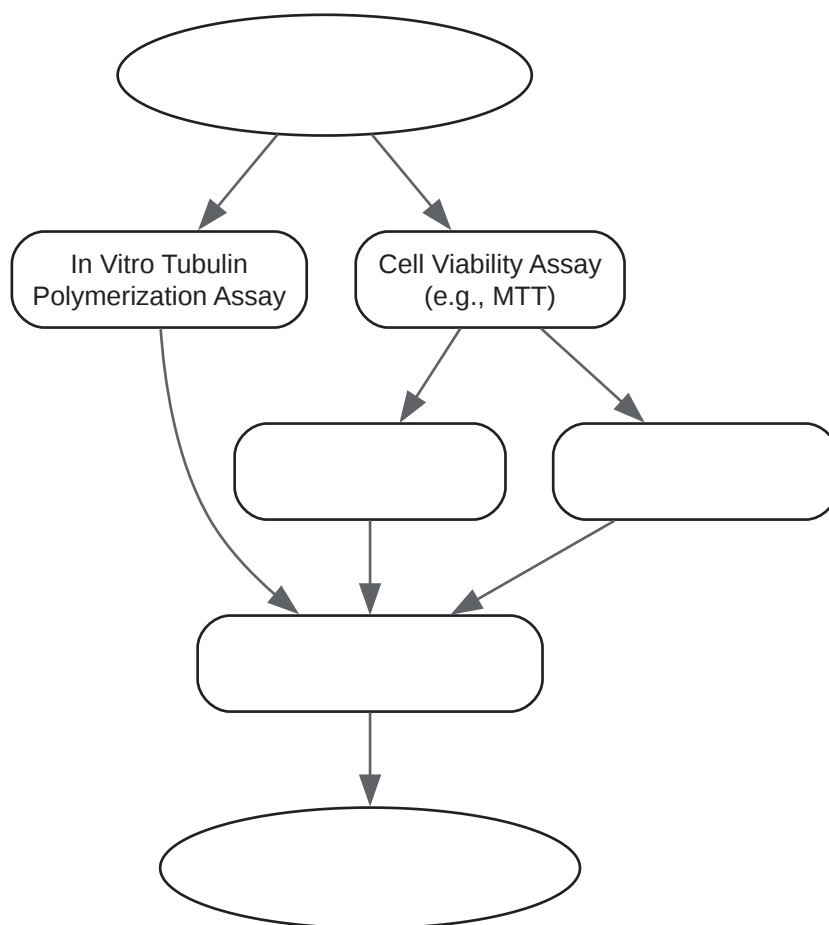 In Vitro Tubulin
Polymerization Assay
Cell Viability Assay
(e.g., MTT)